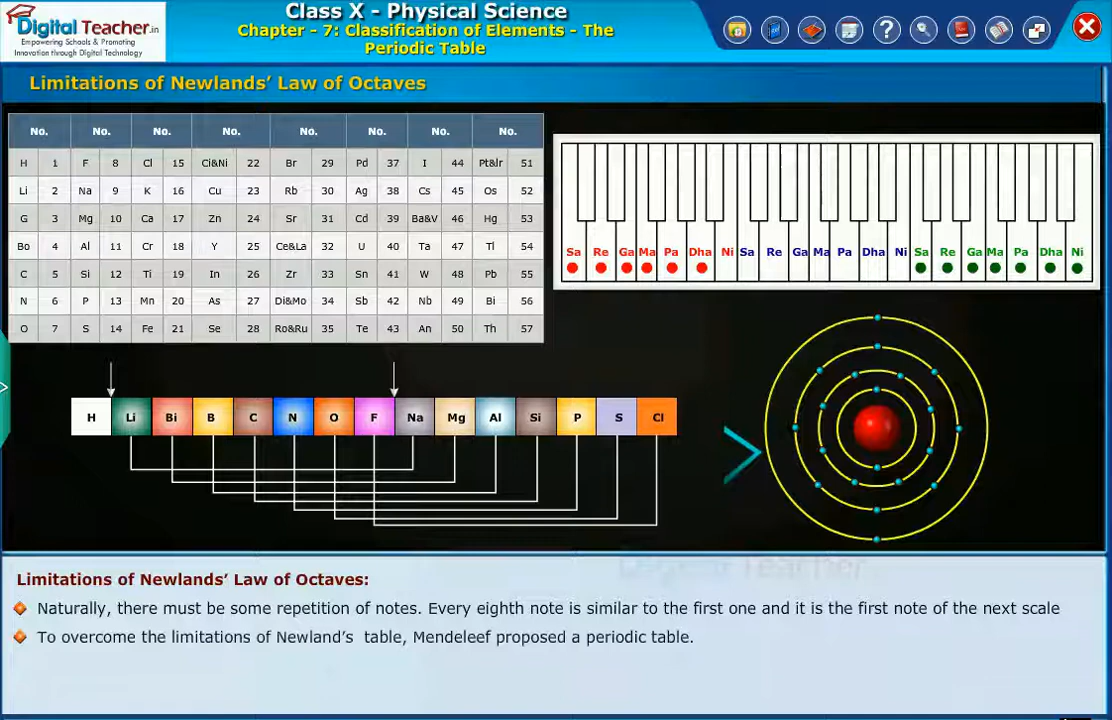 Digital Teacher.in
Empowering Schools & Promoting
Innovation through Digital Technology
Class X - Physical Science
Chapter - 7: Classification of Elements - The
Periodic Table
Limitations of Newlands’ Law of Octaves
No. No. No. No. No. No. No. No.
H 1 F 8 Cl 15 Ci&Ni 22 Br 29 Pd 37 I 44 Pt&Ir 51
Li 2 Na 9 K 16 Cu 23 Rb 30 Ag 38 Cs 45 Os 52
G 3 Mg 10 Ca 17 Zn 24 Sr 31 Cd 39 Ba&V 46 Hg 53
Bo 4 Al 11 Cr 18 Y 25 Ce&La 32 U 40 Ta 47 Tl 54
C 5 Si 12 Ti 19 In 26 Zr 33 Sn 41 W 48 Pb 55
N 6 P 13 Mn 20 As 27 Di&Mo 34 Sb 42 Nb 49 Bi 56
O 7 S 14 Fe 21 Se 28 Ro&Ru 35 Te 43 An 50 Th 57
Sa Re Ga Ma Pa Dha Ni Sa Re Ga Ma Pa Dha Ni Sa Re Ga Ma Pa Dha Ni
H Li Bi B C N O F Na Mg Al Si P S Cl
Limitations of Newlands’ Law of Octaves:
Naturally, there must be some repetition of notes. Every eighth note is similar to the first one and it is the first note of the next scale
To overcome the limitations of Newland’s table, Mendeleef proposed a periodic table.